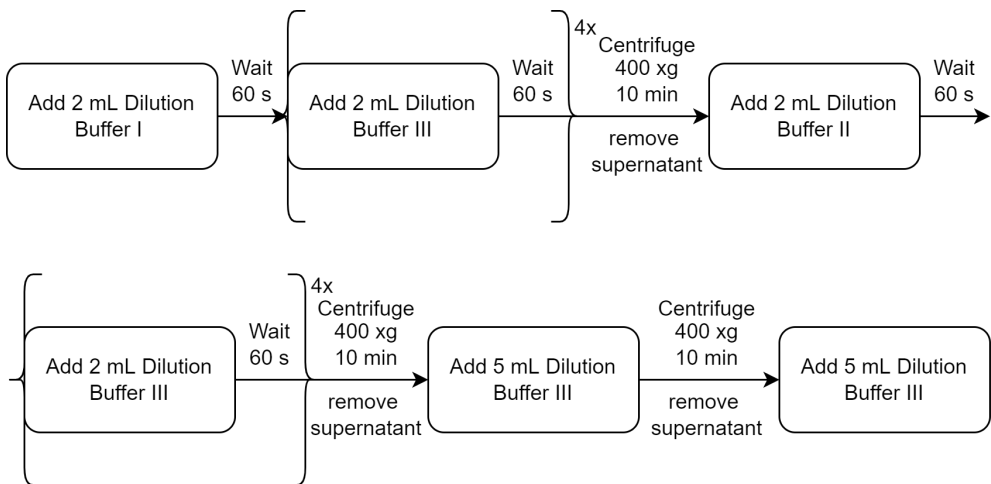 Add 2 mL Dilution
Buffer I
Wait
60 s
Add 2 mL Dilution
Buffer III
Wait
60 s
4x
Centrifuge
400 xg
10 min
remove
supernatant
Add 2 mL Dilution
Buffer II
Wait
60 s
Add 2 mL Dilution
Buffer III
Wait
60 s
4x
Centrifuge
400 xg
10 min
remove
supernatant
Add 5 mL Dilution
Buffer III
Centrifuge
400 xg
10 min
remove
supernatant
Add 5 mL Dilution
Buffer III